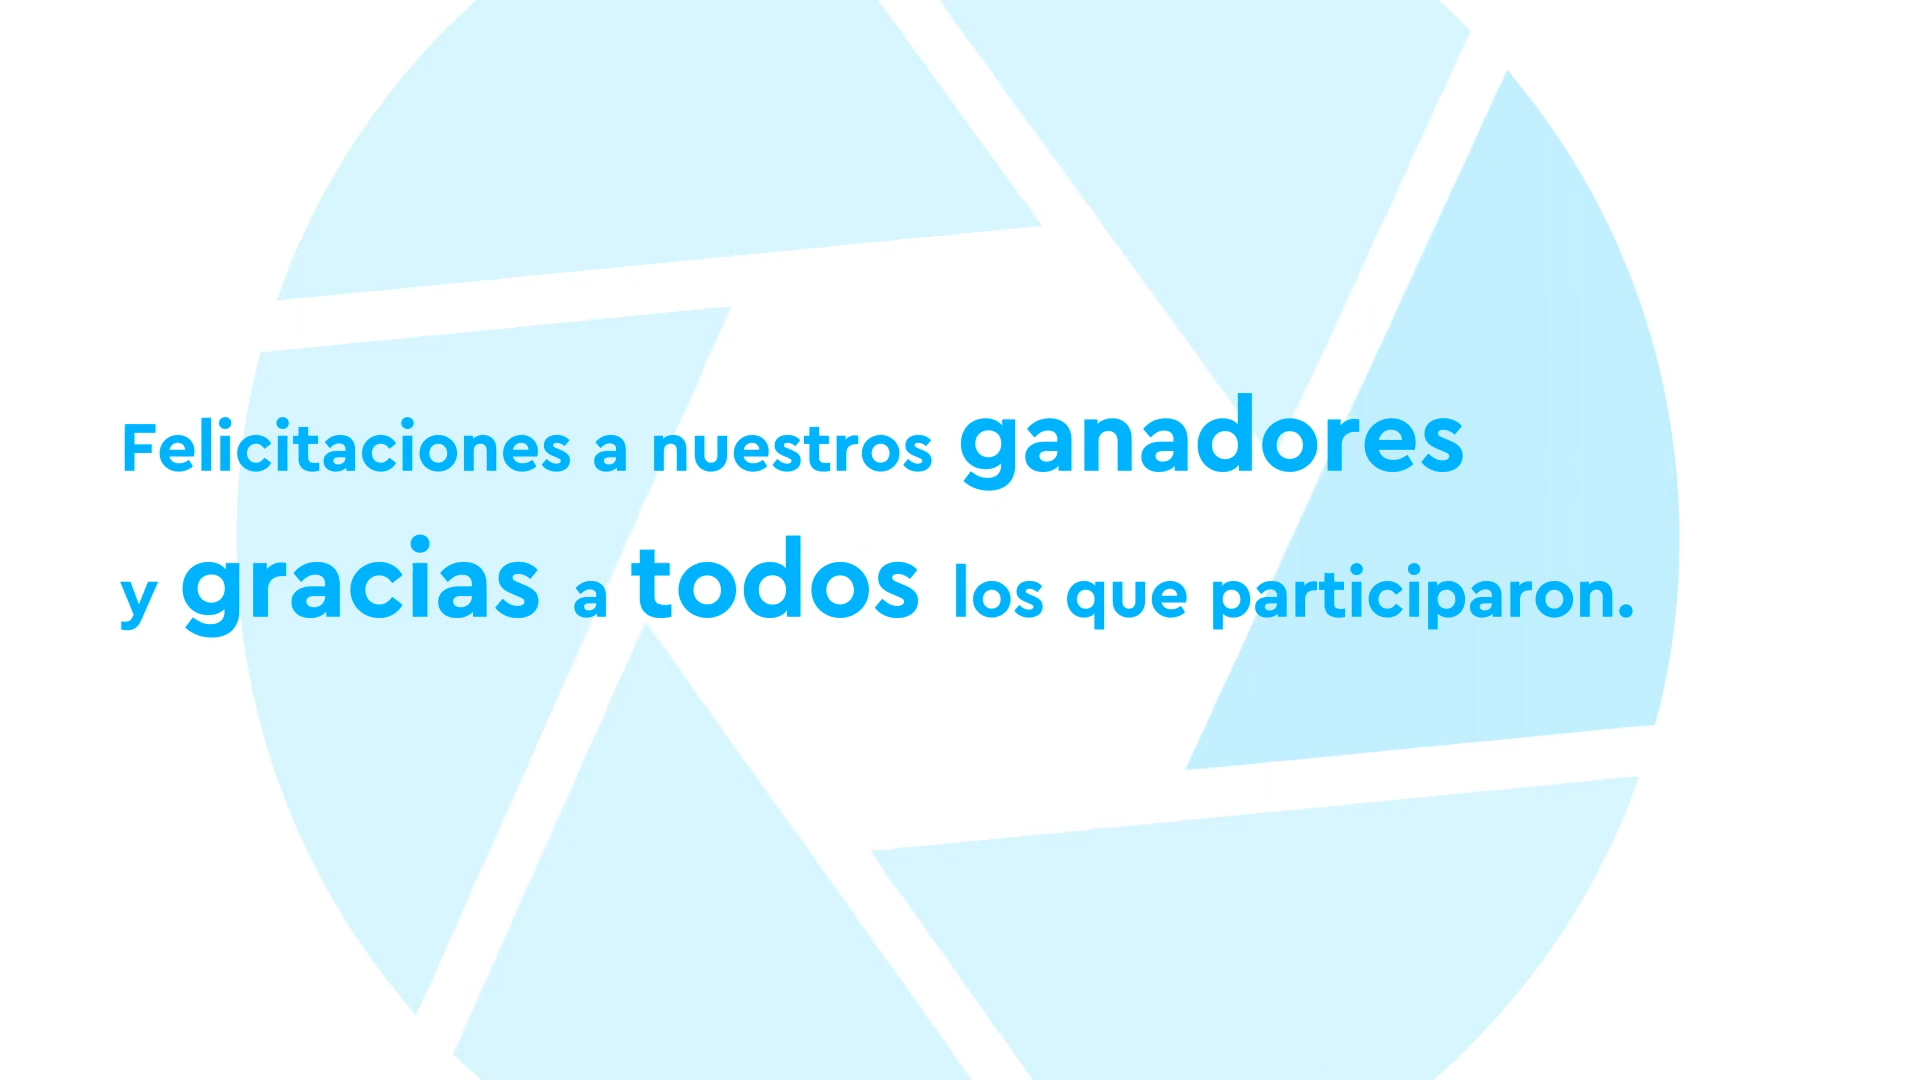 Felicitaciones a nuestros ganadores
y gracias a todos los que participaron.